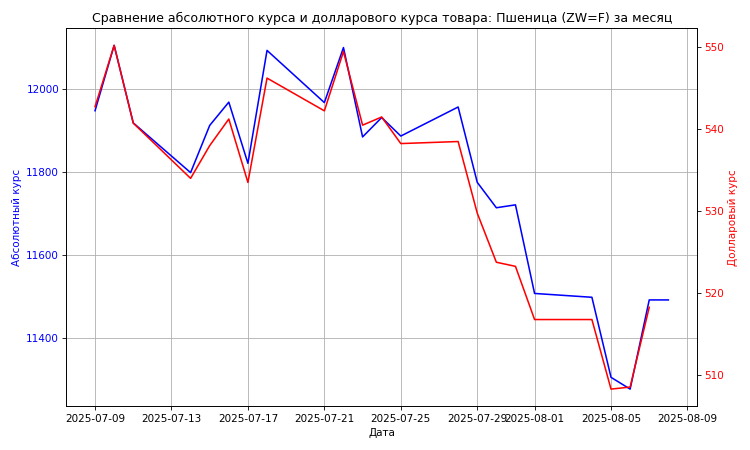 Сравнение абсолютного курса и долларового курса товара: Пшеница (ZW=F) за месяц
12000
11800
11600
11400
Абсолютный курс
550
540
530
520
510
Долларовый курс
2025-07-09 2025-07-13 2025-07-17 2025-07-21 2025-07-25 2025-07-29 2025-08-01 2025-08-05 2025-08-09
Дата